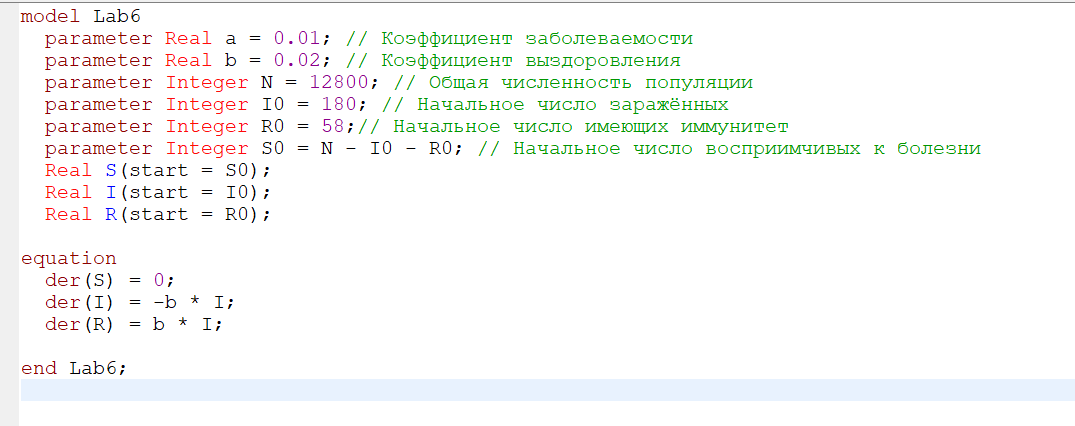 model Lab6
parameter Real a = 0.01; // Коэффициент заболеваемости
parameter Real b = 0.02; // Коэффициент выздоровления
parameter Integer N = 12800; // Общая численность популяции
parameter Integer I0 = 180; // Начальное число заражённых
parameter Integer R0 = 58;// Начальное число имеющих иммунитет
parameter Integer S0 = N - I0 - R0; // Начальное число восприимчивых к болезни
Real S(start = S0);
Real I(start = I0);
Real R(start = R0);
equation
der(S) = 0;
der(I) = -b * I;
der(R) = b * I;
end Lab6;